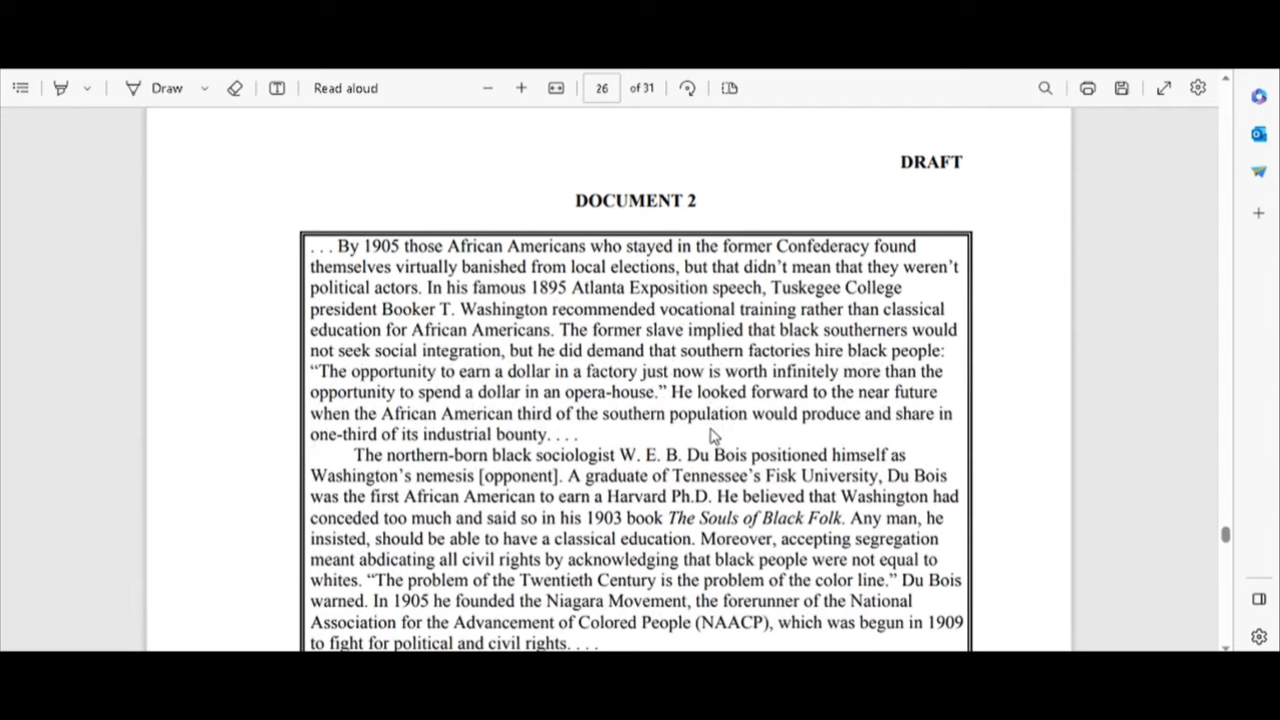 Draw
Read aloud
26 of 31
DRAFT
DOCUMENT 2
. . . By 1905 those African Americans who stayed in the former Confederacy found
themselves virtually banished from local elections, but that didn’t mean that they weren’t
political actors. In his famous 1895 Atlanta Exposition speech, Tuskegee College
president Booker T. Washington recommended vocational training rather than classical
education for African Americans. The former slave implied that black southerners would
not seek social integration, but he did demand that southern factories hire black people:
“The opportunity to earn a dollar in a factory just now is worth infinitely more than the
opportunity to spend a dollar in an opera-house.” He looked forward to the near future
when the African American third of the southern population would produce and share in
one-third of its industrial bounty. . . .
The northern-born black sociologist W. E. B. Du Bois positioned himself as
Washington’s nemesis [opponent]. A graduate of Tennessee’s Fisk University, Du Bois
was the first African American to earn a Harvard Ph.D. He believed that Washington had
conceded too much and said so in his 1903 book The Souls of Black Folk. Any man, he
insisted, should be able to have a classical education. Moreover, accepting segregation
meant abdicating all civil rights by acknowledging that black people were not equal to
whites. “The problem of the Twentieth Century is the problem of the color line.” Du Bois
warned. In 1905 he founded the Niagara Movement, the forerunner of the National
Association for the Advancement of Colored People (NAACP), which was begun in 1909
to fight for political and civil rights. . . .